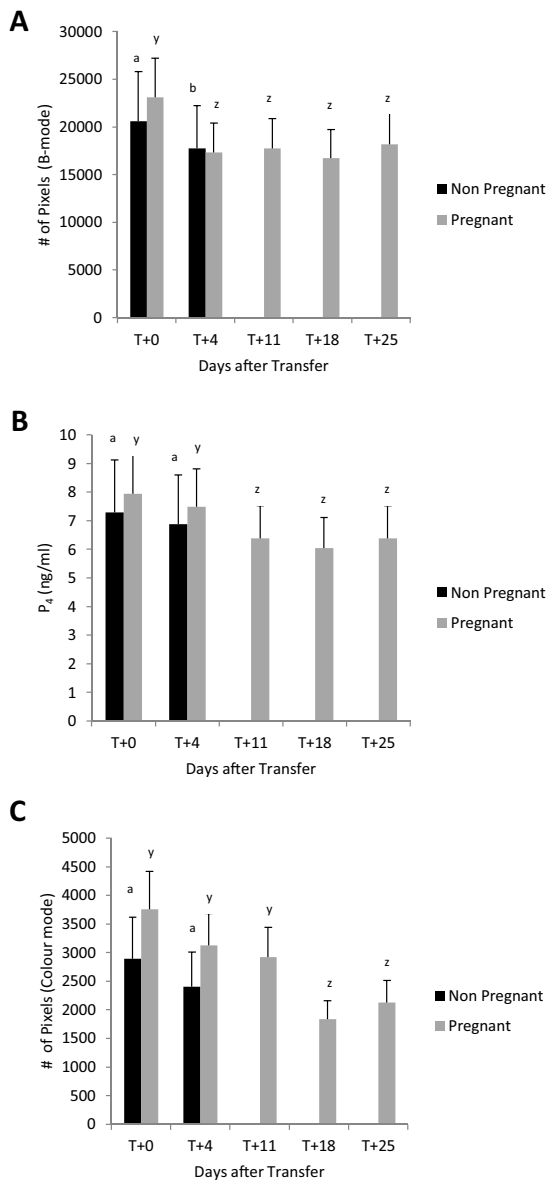 A
30000
25000
20000
15000
10000
5000
0
# of Pixels (B-mode)
a y
b z z z z
T+0 T+4 T+11 T+18 T+25
Days after Transfer
Non Pregnant
Pregnant
B
10
9
8
7
6
5
4
3
2
1
0
P₄ (ng/ml)
a y a y z z z
T+0 T+4 T+11 T+18 T+25
Days after Transfer
Non Pregnant
Pregnant
C
5000
4500
4000
3500
3000
2500
2000
1500
1000
500
0
# of Pixels (Colour mode)
a y a y y z z
T+0 T+4 T+11 T+18 T+25
Days after Transfer
Non Pregnant
Pregnant